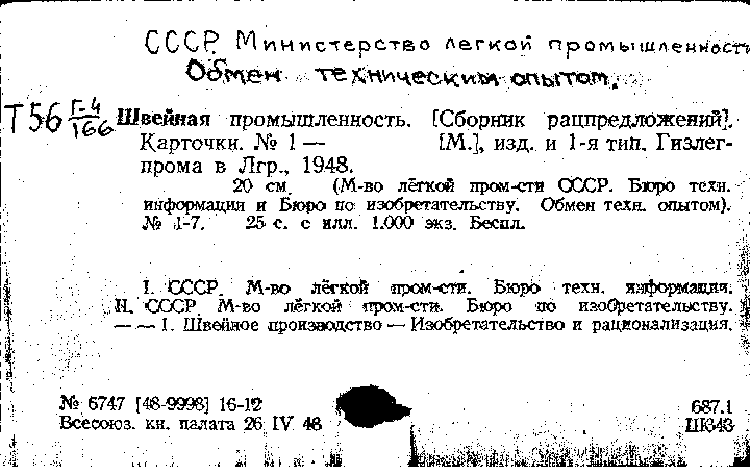 СССР. Министерство легкой промышленности
Обмен техническим опытом.
Т56 Г-4/166 Швейная промышленность. [Сборник рацпредложений].
Карточки. № 1 — [М.], изд. и 1-я тип. Гизлег-
прома в Лгр., 1948.
20 см. (М-во лёгкой пром-сти СССР. Бюро техн.
информации и Бюро по изобретательству. Обмен техн. опытом).
№ 1-7. 25 с. с илл. 1.000 экз. Беспл.
I. СССР. М-во лёгкой пром-сти. Бюро техн. информации.
II. СССР. М-во лёгкой пром-сти. Бюро по изобретательству.
— — 1. Швейное производство — Изобретательство и рационализация.
№ 6747 [48-9998] 16-12 687.1
Всесоюз. кн. палата 26 IV 48 Ш343